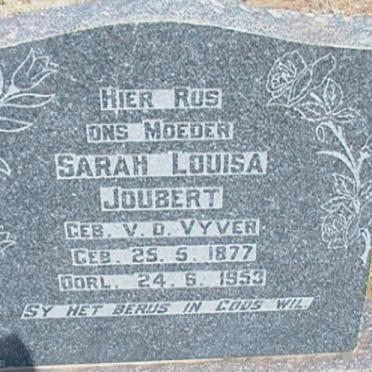 HIER RUS
ONS MOEDER
SARAH LOUISA
JOUBERT
GEB. V. D. VYVER
GEB. 25. 5. 1877
OORL. 24. 6. 1953
SY HET BERUS IN GODS WIL